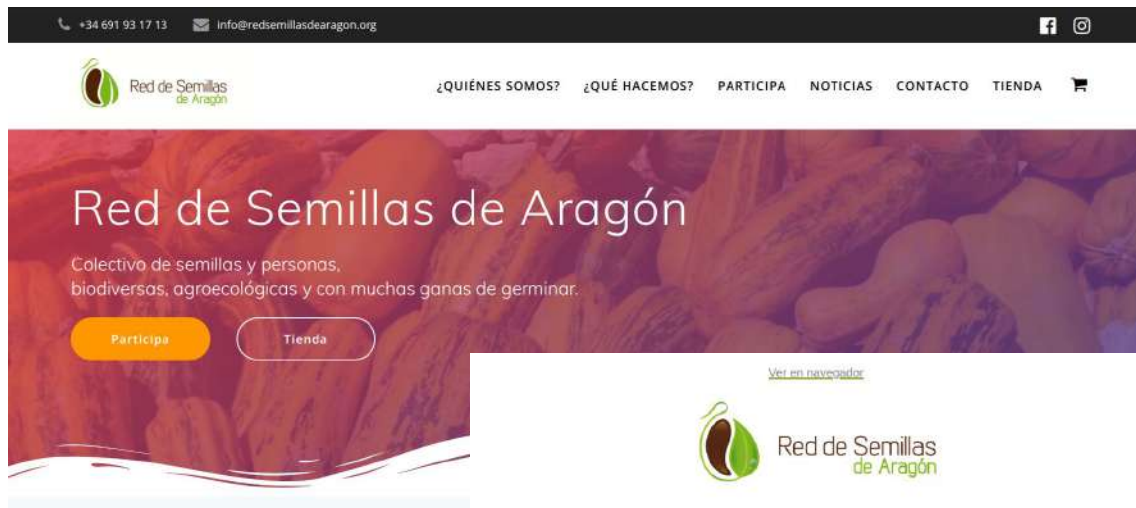 +34 691 93 17 13 info@redsemillasdearagon.org
Red de Semillas
de Aragón
¿QUIÉNES SOMOS? ¿QUÉ HACEMOS? PARTICIPA NOTICIAS CONTACTO TIENDA
Red de Semillas de Aragón
Colectivo de semillas y personas,
biodiversas, agroecológicas y con muchas ganas de germinar.
Participa Tienda
Ver en navegador
Red de Semillas
de Aragón